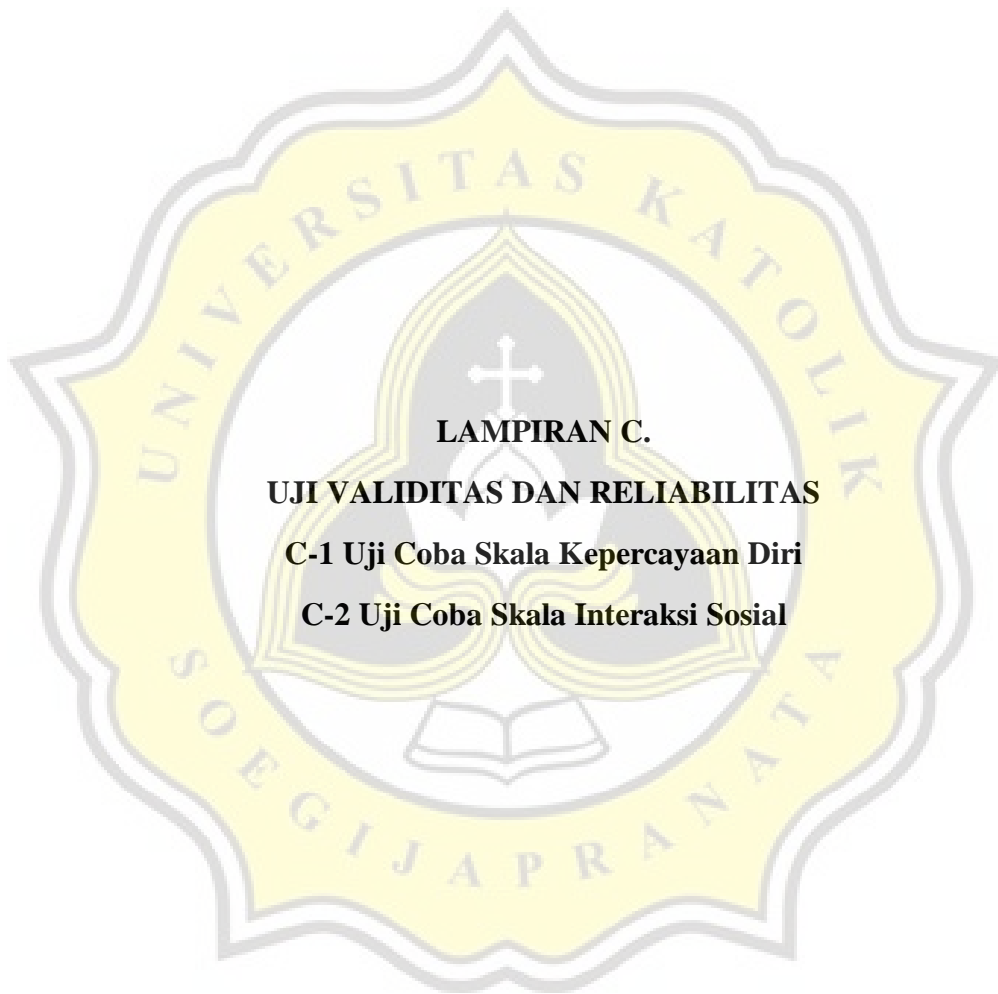 UNIVERSITAS KATOLIK
LAMPIRAN C.
UJI VALIDITAS DAN RELIABILITAS
C-1 Uji Coba Skala Kepercayaan Diri
C-2 Uji Coba Skala Interaksi Sosial
SOEGIJAPRANATA